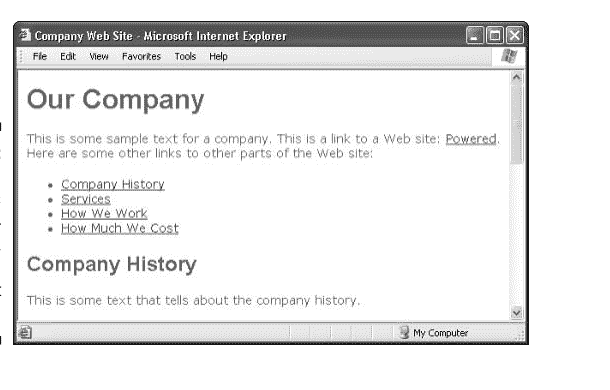 Company Web Site - Microsoft Internet Explorer
File Edit View Favorites Tools Help
Our Company
This is some sample text for a company. This is a link to a Web site: Powered.
Here are some other links to other parts of the Web site:
• Company History
• Services
• How We Work
• How Much We Cost
Company History
This is some text that tells about the company history.
My Computer